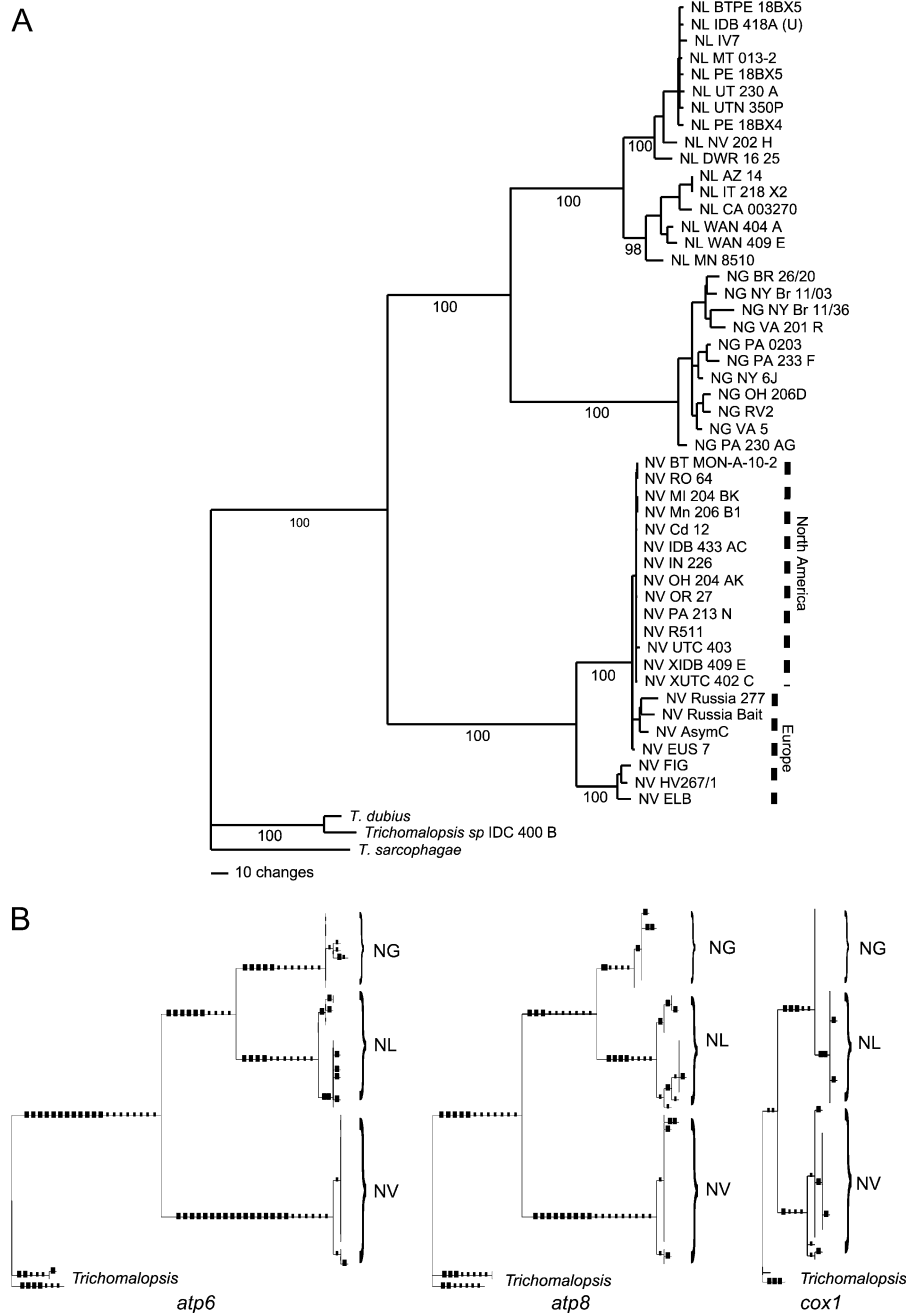 A
NL BTPE 18BX5
NL IDB 418A (U)
NL IV7
NL MT 013-2
NL PE 18BX5
NL UT 230 A
NL UTN 350P
NL PE 18BX4
100
NL NV 202 H
NL DWR 16 25
NL AZ 14
100
NL IT 218 X2
NL CA 003270
NL WAN 404 A
98
NL WAN 409 E
NL MN 8510
NG BR 26/20
NG NY Br 11/03
100
NG NY Br 11/36
NG VA 201 R
NG PA 0203
NG PA 233 F
NG NY 6J
NG OH 206D
100
NG RV2
NG VA 5
NG PA 230 AG
NV BT MON-A-10-2
NV RO 64
NV MI 204 BK
NV Mn 206 B1
100
NV Cd 12
NV IDB 433 AC
NV IN 226
NV OH 204 AK
NV OR 27
NV PA 213 N
NV R511
NV UTC 403
NV XIDB 409 E
100
NV XUTC 402 C
North America
NV Russia 277
NV Russia Bait
NV AsymC
100
NV EUS 7
NV FIG
NV HV267/1
100
NV ELB
Europe
T. dubius
100
Trichomalopsis sp IDC 400 B
T. sarcophagae
10 changes
B
NG
NL
NV
Trichomalopsis
atp6
NG
NL
NV
Trichomalopsis
atp8
NG
NL
NV
Trichomalopsis
cox1